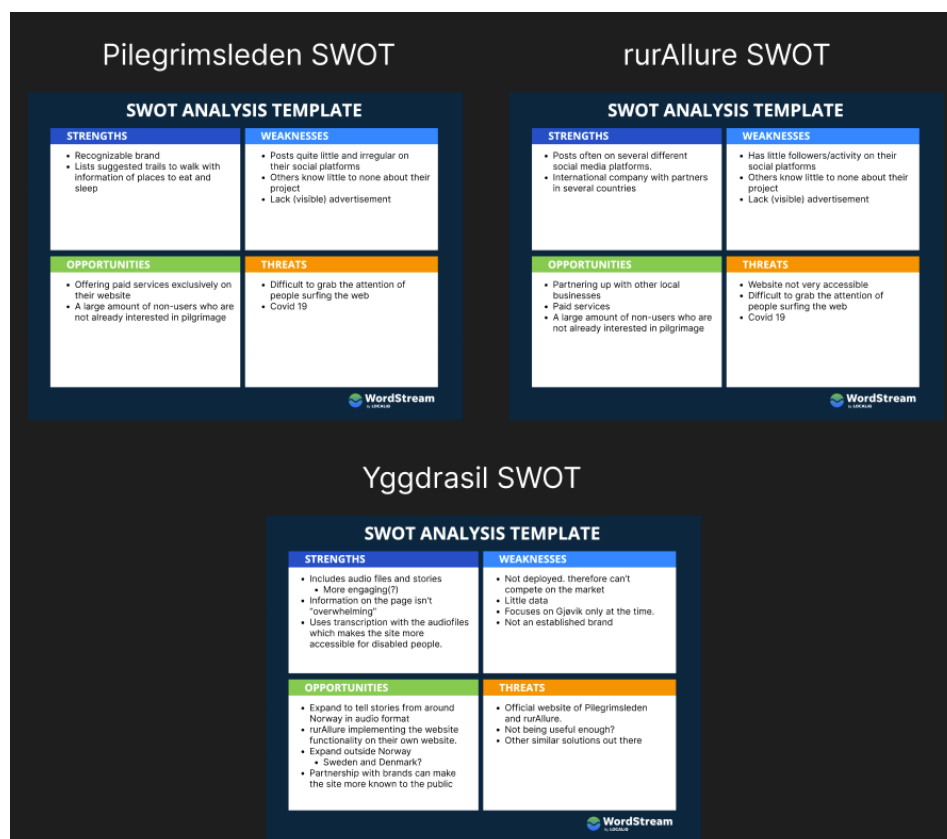 Pilegrimsleden SWOT
SWOT ANALYSIS TEMPLATE
STRENGTHS
• Recognizable brand
• Lists suggested trails to walk with
information of places to eat and
sleep
WEAKNESSES
• Posts quite little and irregular on
their social platforms
• Others know little to none about their
project
• Lack (visible) advertisement
OPPORTUNITIES
• Offering paid services exclusively on
their website
• A large amount of non-users who are
not already interested in pilgrimage
THREATS
• Difficult to grab the attention of
people surfing the web
• Covid 19
WordStream
by LOCALiQ
rurAllure SWOT
SWOT ANALYSIS TEMPLATE
STRENGTHS
• Posts often on several different
social media platforms.
• International company with partners
in several countries
WEAKNESSES
• Has little followers/activity on their
social platforms
• Others know little to none about their
project
• Lack (visible) advertisement
OPPORTUNITIES
• Partnering up with other local
businesses
• Paid services
• A large amount of non-users who are
not already interested in pilgrimage
THREATS
• Website not very accessible
• Difficult to grab the attention of
people surfing the web
• Covid 19
WordStream
by LOCALiQ
Yggdrasil SWOT
SWOT ANALYSIS TEMPLATE
STRENGTHS
• Includes audio files and stories
• More engaging(?)
• Information on the page isn't
"overwhelming"
• Uses transcription with the audiofiles
which makes the site more
accessible for disabled people.
WEAKNESSES
• Not deployed. therefore can't
compete on the market
• Little data
• Focuses on Gjøvik only at the time.
• Not an established brand
OPPORTUNITIES
• Expand to tell stories from around
Norway in audio format
• rurAllure implementing the website
functionality on their own website.
• Expand outside Norway
• Sweden and Denmark?
• Partnership with brands can make
the site more known to the public
THREATS
• Official website of Pilegrimsleden
and rurAllure.
• Not being useful enough?
• Other similar solutions out there
WordStream
by LOCALiQ